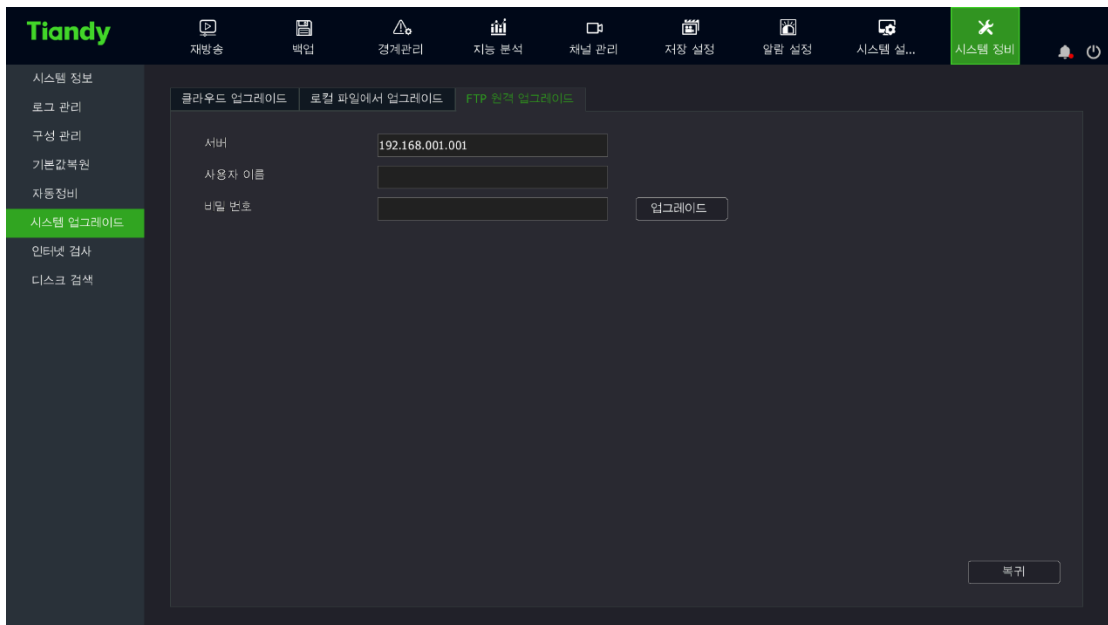 Tiandy
재방송 백업 경계관리 지능 분석 채널 관리 저장 설정 알람 설정 시스템 설... 시스템 정비
시스템 정보
로그 관리
구성 관리
기본값복원
자동정비
시스템 업그레이드
인터넷 검사
디스크 검색
클라우드 업그레이드 로컬 파일에서 업그레이드 FTP 원격 업그레이드
서버 192.168.001.001
사용자 이름
비밀 번호 업그레이드
복귀